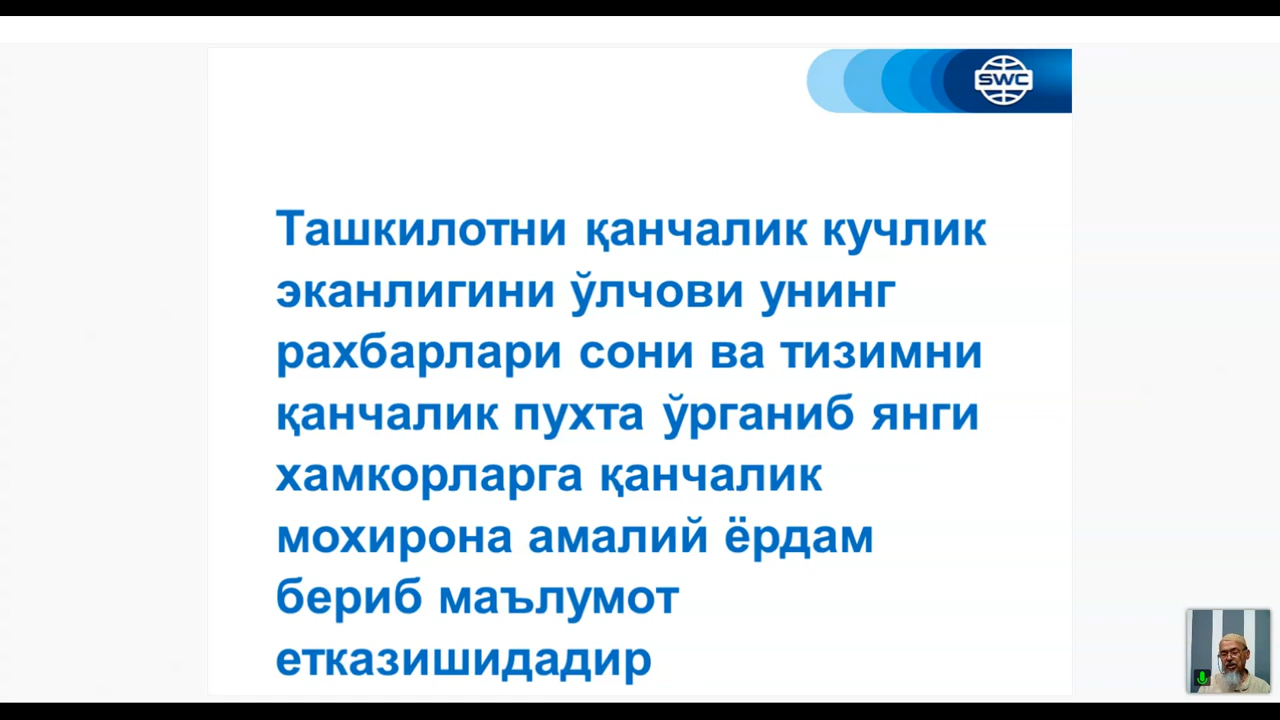 SWC
Ташкилотни қанчалик кучлик
эканлигини ўлчови унинг
рахбарлари сони ва тизимни
қанчалик пухта ўрганиб янги
хамкорларга қанчалик
мохирона амалий ёрдам
бериб маълумот
етказишидадир